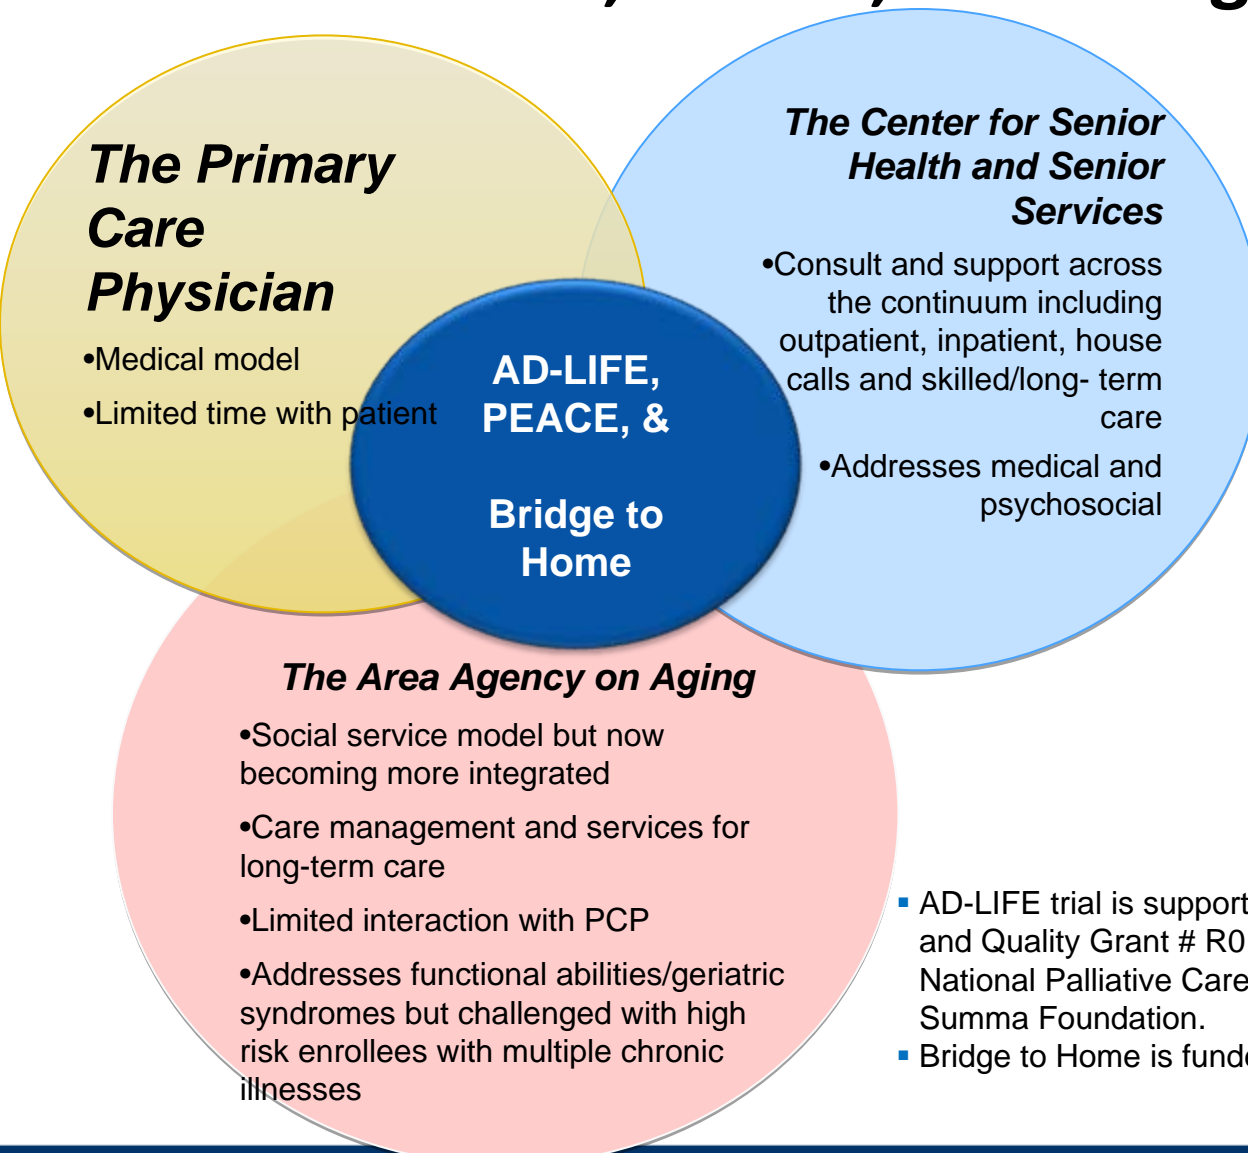 The Primary
Care
Physician
•Medical model
•Limited time with patient
The Center for Senior
Health and Senior
Services
•Consult and support across
the continuum including
outpatient, inpatient, house
calls and skilled/long- term
care
•Addresses medical and
psychosocial
AD-LIFE,
PEACE, &
Bridge to
Home
The Area Agency on Aging
•Social service model but now
becoming more integrated
•Care management and services for
long-term care
•Limited interaction with PCP
•Addresses functional abilities/geriatric
syndromes but challenged with high
risk enrollees with multiple chronic
illnesses
▪ AD-LIFE trial is support
and Quality Grant # R0
National Palliative Care
Summa Foundation.
▪ Bridge to Home is fund